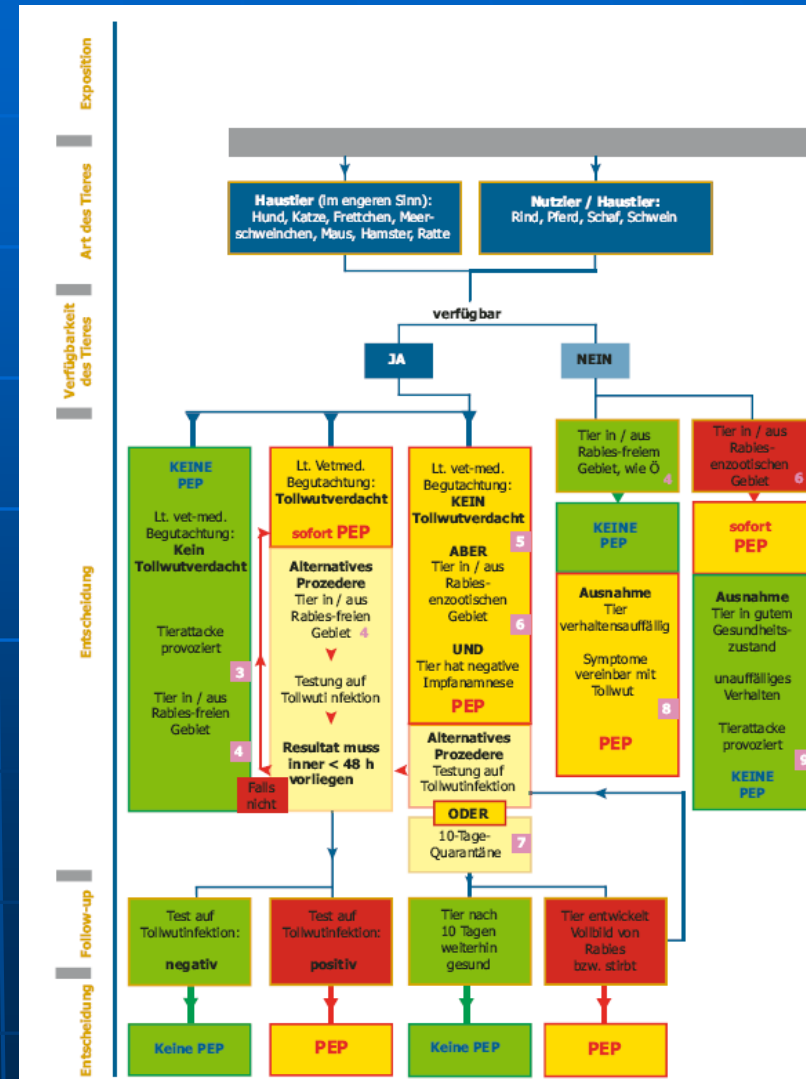 Exposition
Art des Tieres
Haustier (im engeren Sinn):
Hund, Katze, Frettchen, Meer-
schweinchen, Maus, Hamster, Ratte
Nutzier / Haustier:
Rind, Pferd, Schaf, Schwein
Verfügbarkeit
des Tieres
verfügbar
JA
NEIN
Entscheidung
KEINE
PEP
Lt. vet-med.
Begutachtung:
Kein
Tollwutverdacht
Tierattacke
provoziert
3
Tier in / aus
Rabies-freien
Gebiet
4
Lt. Vetmed.
Begutachtung:
Tollwutverdacht
sofort PEP
Alternatives
Prozedere
Tier in / aus
Rabies-freien
Gebiet 4
Testung auf
Tollwuti nfektion
Resultat muss
inner < 48 h
vorliegen
Falls
nicht
Lt. vet-med.
Begutachtung:
KEIN
Tollwutverdacht
5
ABER
Tier in / aus
Rabies-
enzootischen
Gebiet
6
UND
Tier hat negative
Impfanamnese
PEP
Alternatives
Prozedere
Testung auf
Tollwutinfektion
ODER
10-Tage-
Quarantäne
7
Tier in / aus
Rabies-freiem
Gebiet, wie Ö
4
KEINE
PEP
Ausnahme
Tier
verhaltensauffällig
Symptome
vereinbar mit
Tollwut
8
PEP
Tier in / aus
Rabies-
enzootischen
Gebiet
6
sofort
PEP
Ausnahme
Tier in gutem
Gesundheits-
zustand
unauffälliges
Verhalten
Tierattacke
provoziert
9
KEINE
PEP
Follow-up
Test auf
Tollwutinfektion:
negativ
Test auf
Tollwutinfektion:
positiv
Tier nach
10 Tagen
weiterhin
gesund
Tier entwickelt
Vollbild von
Rabies
bzw. stirbt
Entscheidung
Keine PEP
PEP
Keine PEP
PEP